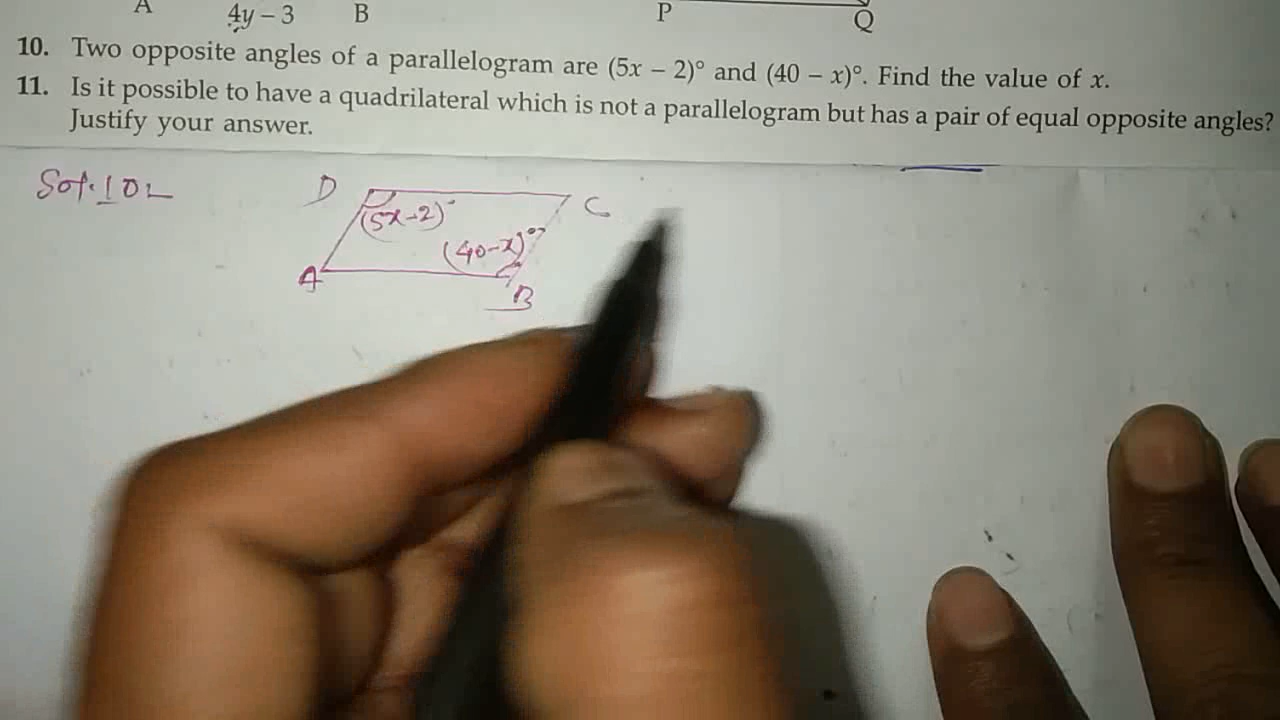 A 4y – 3 B P Q
10. Two opposite angles of a parallelogram are (5x – 2)° and (40 – x)°. Find the value of x.
11. Is it possible to have a quadrilateral which is not a parallelogram but has a pair of equal opposite angles?
Justify your answer.
Sol. 10:-
D C
(5x-2)°
(40-x)°
A B